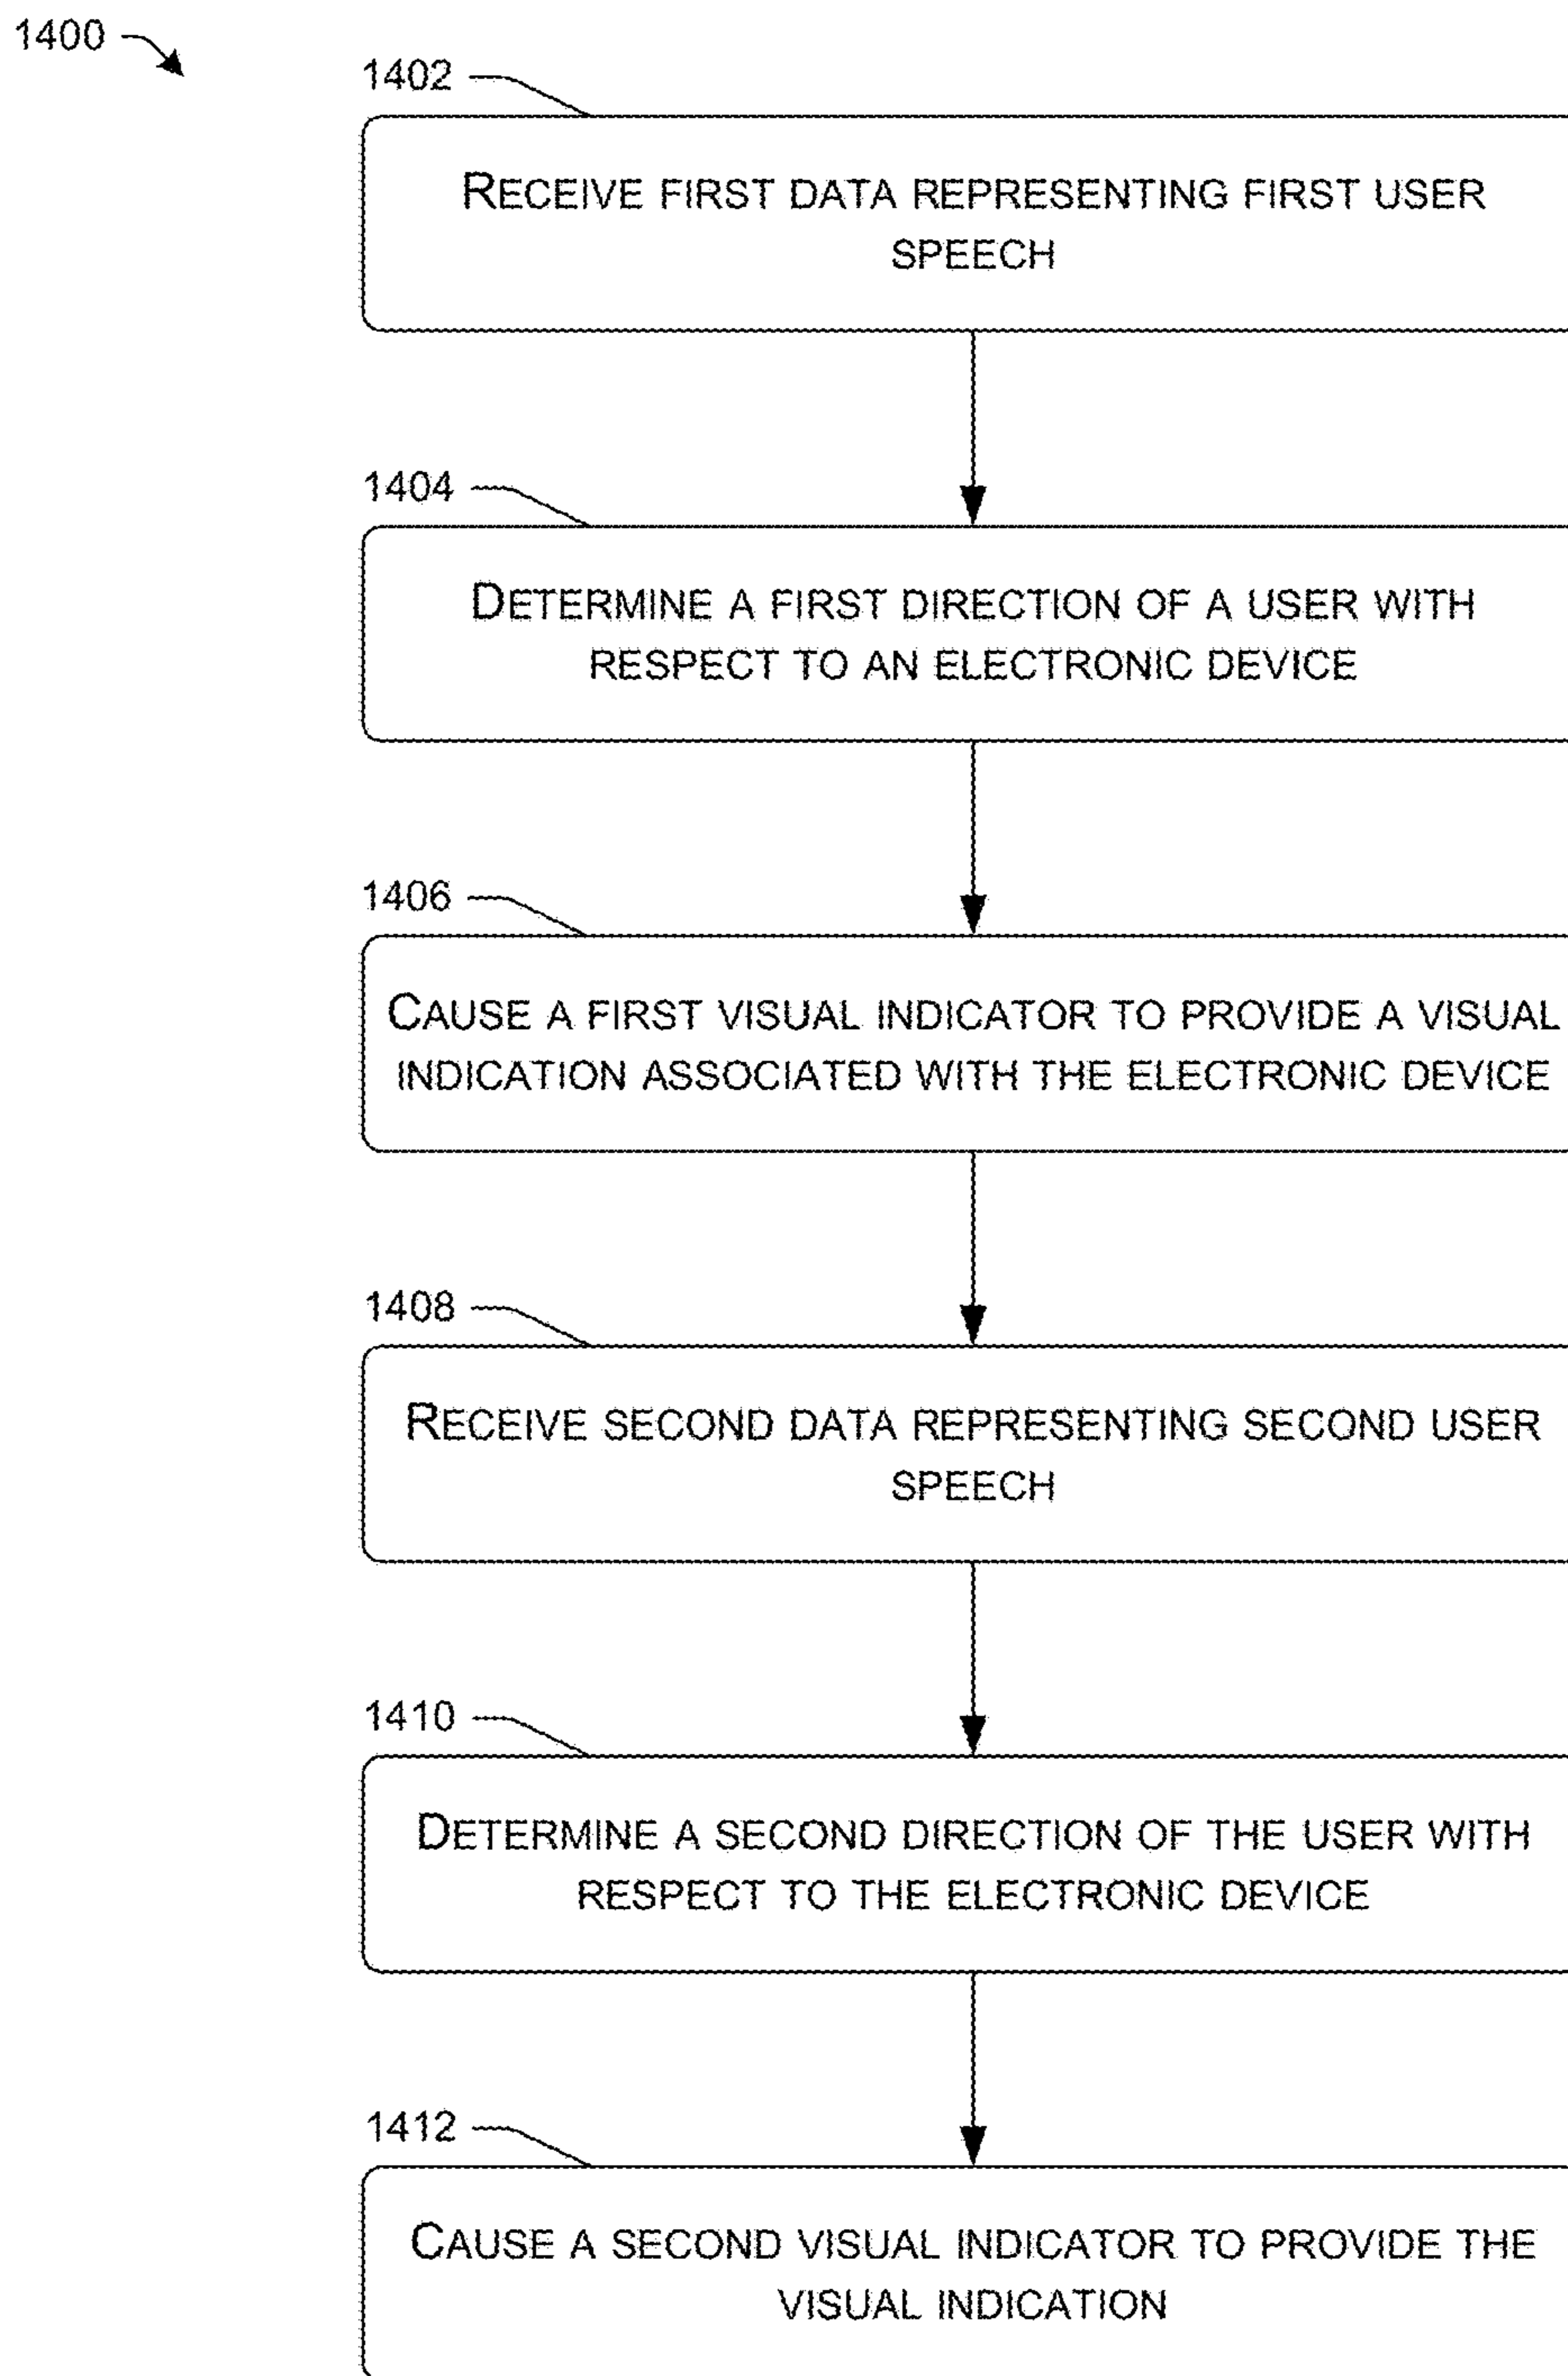 1400
1402
RECEIVE FIRST DATA REPRESENTING FIRST USER
SPEECH
1404
DETERMINE A FIRST DIRECTION OF A USER WITH
RESPECT TO AN ELECTRONIC DEVICE
1406
CAUSE A FIRST VISUAL INDICATOR TO PROVIDE A VISUAL
INDICATION ASSOCIATED WITH THE ELECTRONIC DEVICE
1408
RECEIVE SECOND DATA REPRESENTING SECOND USER
SPEECH
1410
DETERMINE A SECOND DIRECTION OF THE USER WITH
RESPECT TO THE ELECTRONIC DEVICE
1412
CAUSE A SECOND VISUAL INDICATOR TO PROVIDE THE
VISUAL INDICATION